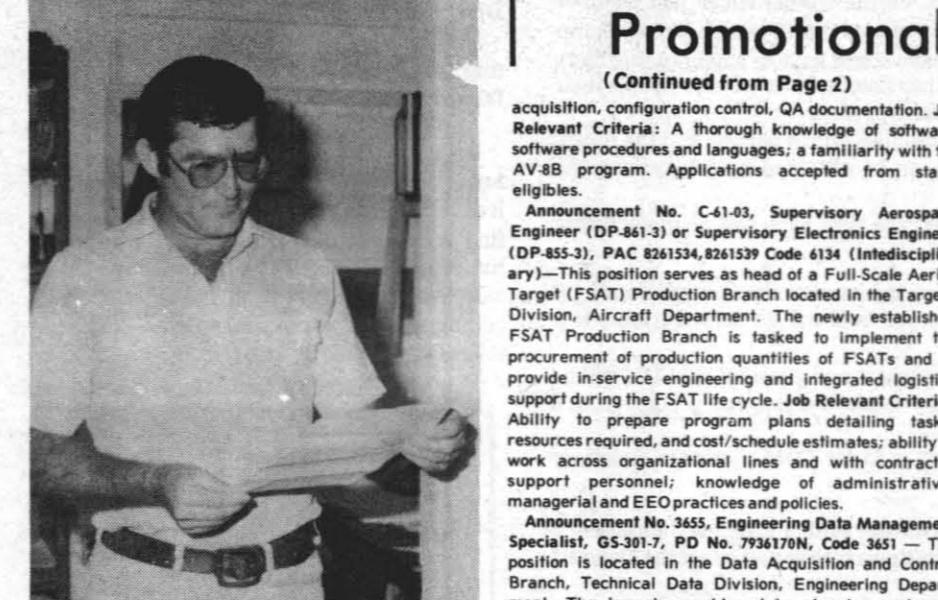 Promotional
(Continued from Page 2)
acquisition, configuration control, QA documentation.
Relevant Criteria: A thorough knowledge of
software procedures and languages; a familiarity with
AV-8B program. Applications accepted from
eligibles.
Announcement No. C-61-03, Supervisory
Engineer (DP-861-3) or Supervisory Electronics
(DP-855-3), PAC 8261534,8261539 Code 6134
ary)—This position serves as head of a Full-Scale
Target (FSAT) Production Branch located in the
Division, Aircraft Department. The newly
FSAT Production Branch is tasked to implement
procurement of production quantities of FSATs and
provide in-service engineering and integrated
support during the FSAT life cycle. Job Relevant
Ability to prepare program plans detailing
resources required, and cost/schedule estimates; ability
work across organizational lines and with
support personnel; knowledge of
managerial and EEO practices and policies.
Announcement No. 3655, Engineering Data
Specialist, GS-301-7, PD No. 7936170N, Code 3651 —
position is located in the Data Acquisition and
Branch, Technical Data Division, Engineering